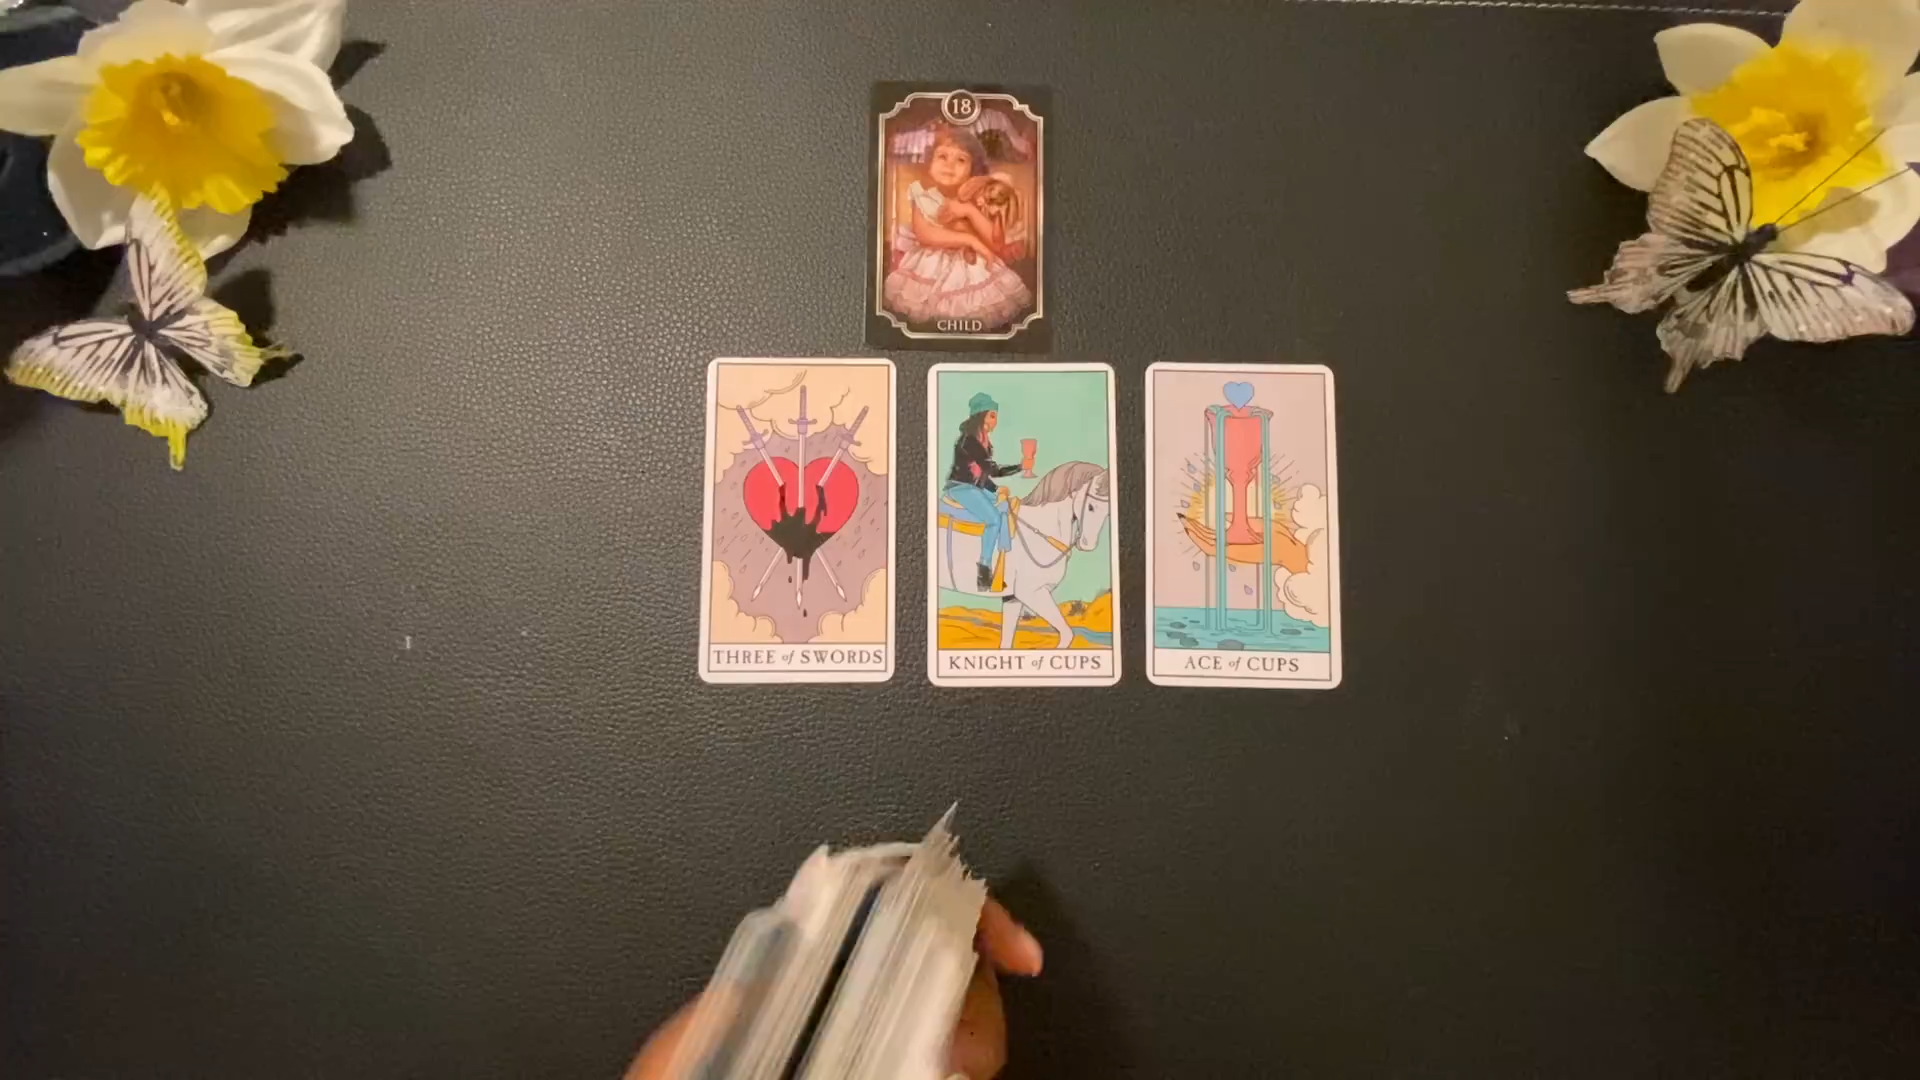 18
CHILD
THREE of SWORDS
KNIGHT of CUPS
ACE of CUPS